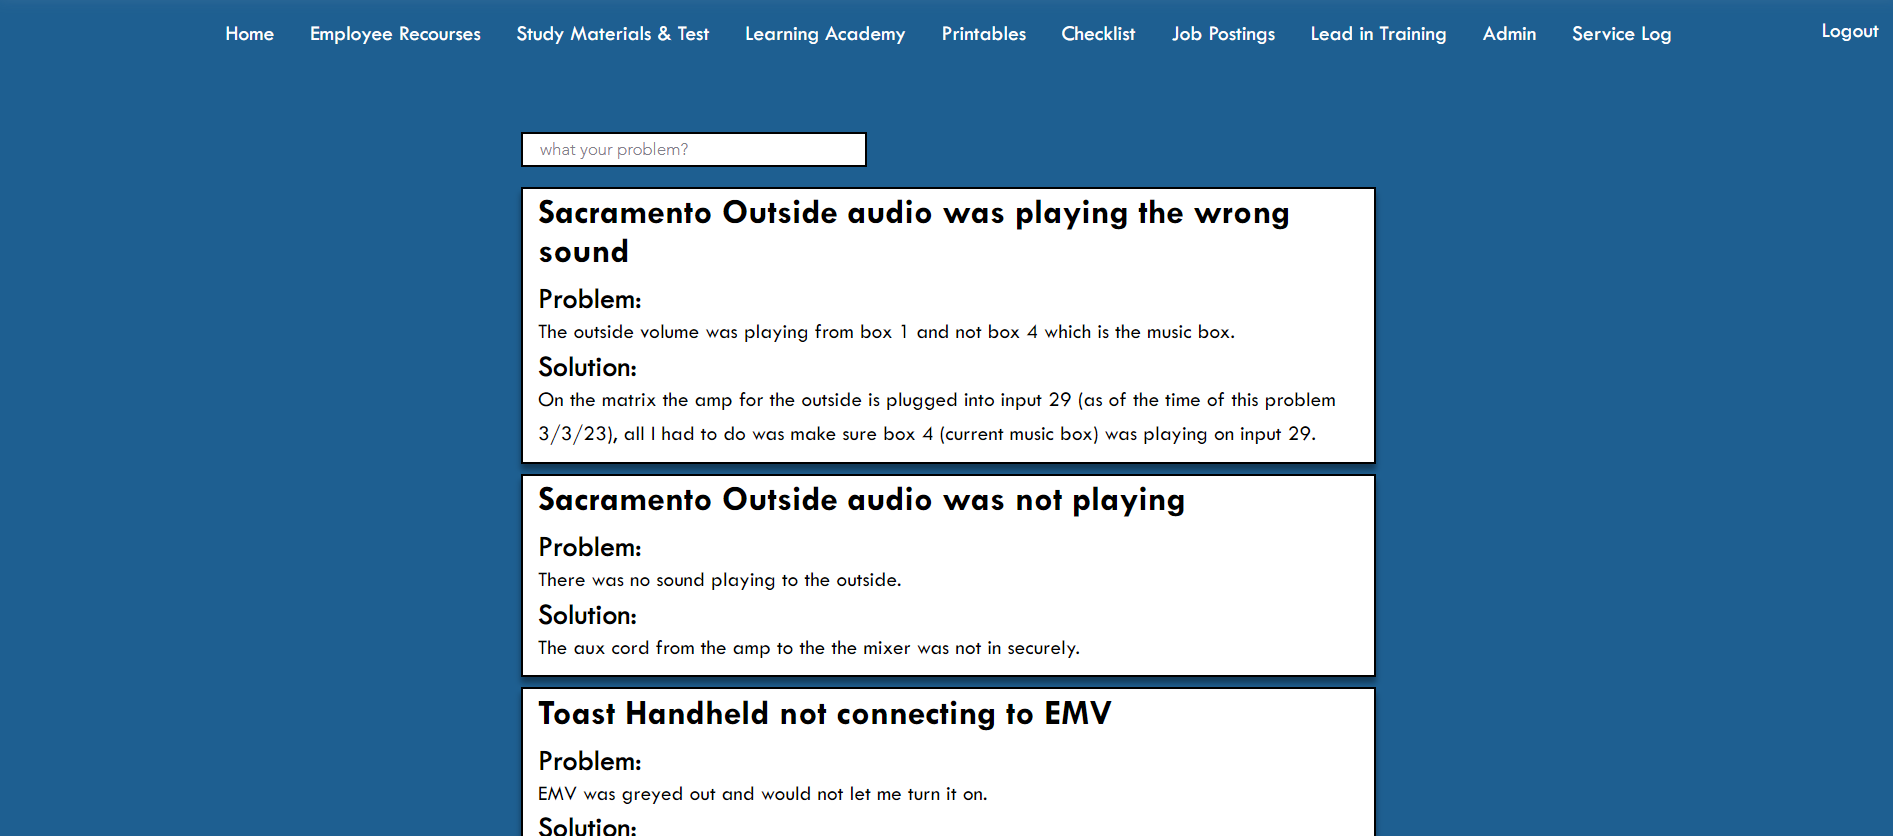 Home Employee Recourses Study Materials & Test Learning Academy Printables Checklist Job Postings Lead in Training Admin Service Log Logout
what your problem?
Sacramento Outside audio was playing the wrong
sound
Problem:
The outside volume was playing from box 1 and not box 4 which is the music box.
Solution:
On the matrix the amp for the outside is plugged into input 29 (as of the time of this problem
3/3/23), all I had to do was make sure box 4 (current music box) was playing on input 29.
Sacramento Outside audio was not playing
Problem:
There was no sound playing to the outside.
Solution:
The aux cord from the amp to the the mixer was not in securely.
Toast Handheld not connecting to EMV
Problem:
EMV was greyed out and would not let me turn it on.
Solution: